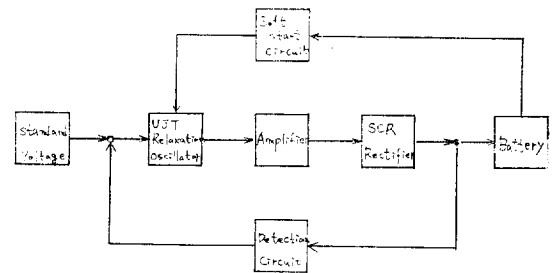 Soft
start
circuit
Standard
Voltage
UJT
Relaxation
Oscillator
Amplifier
SCR
Rectifier
Battery
Detection
Circuit